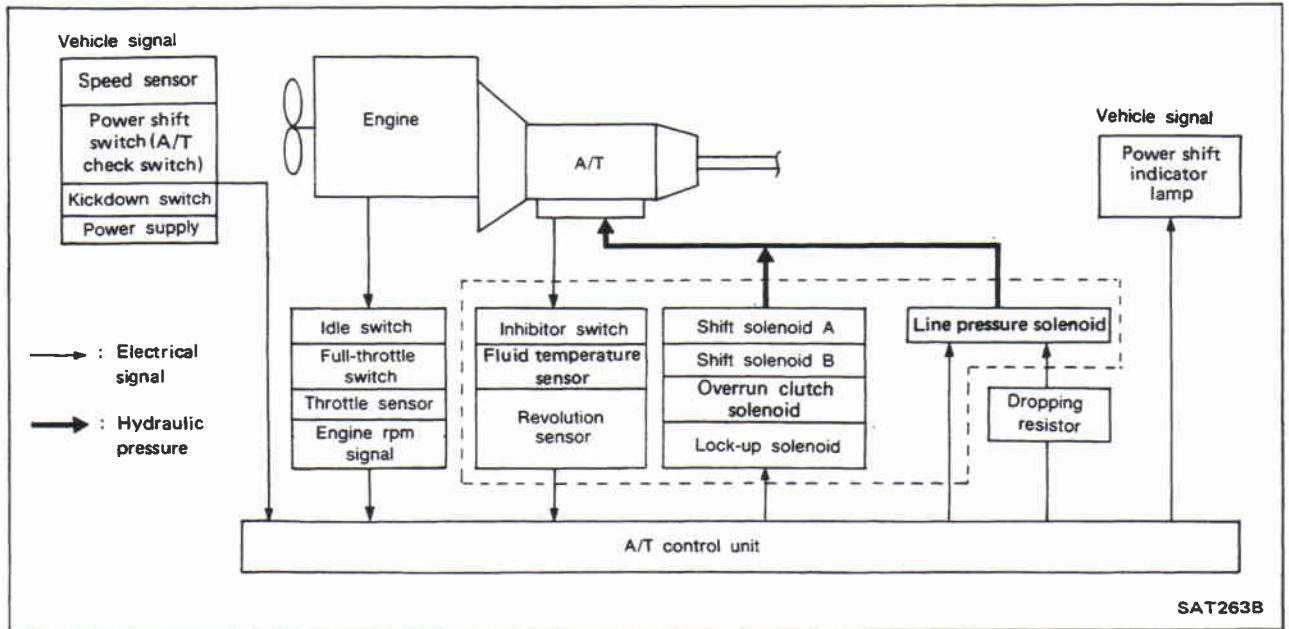 Vehicle signal
Speed sensor
Power shift
switch (A/T
check switch)
Kickdown switch
Power supply
Engine
A/T
Vehicle signal
Power shift
indicator
lamp
Idle switch
Full-throttle
switch
Throttle sensor
Engine rpm
signal
Inhibitor switch
Fluid temperature
sensor
Revolution
sensor
Shift solenoid A
Shift solenoid B
Overrun clutch
solenoid
Lock-up solenoid
Line pressure solenoid
Dropping
resistor
: Electrical
signal
: Hydraulic
pressure
A/T control unit
SAT263B